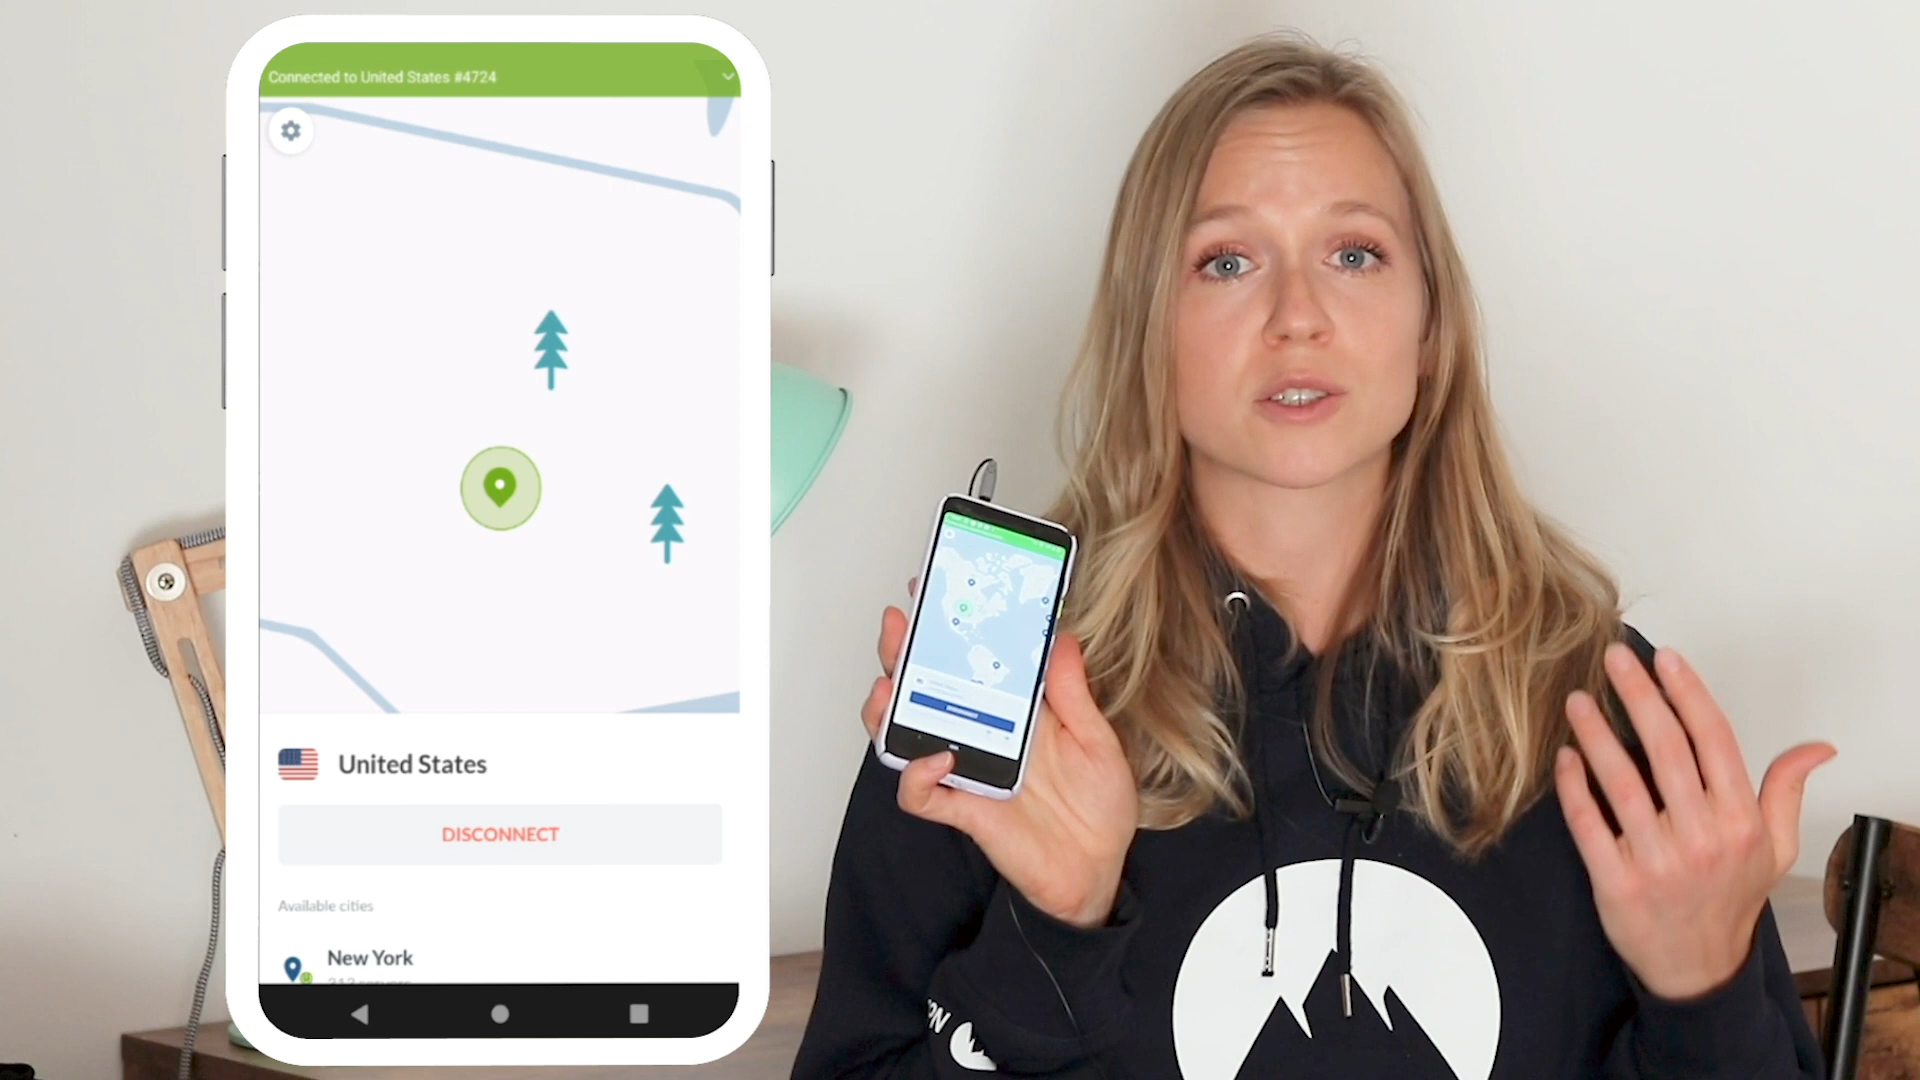 Connected to United States #4724
United States
DISCONNECT
Available cities
New York